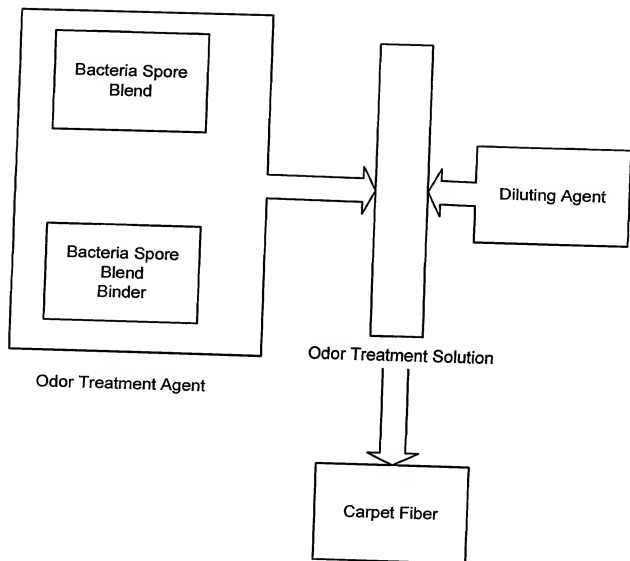 Bacteria Spore
Blend
Bacteria Spore
Blend
Binder
Odor Treatment Agent
Odor Treatment Solution
Diluting Agent
Carpet Fiber